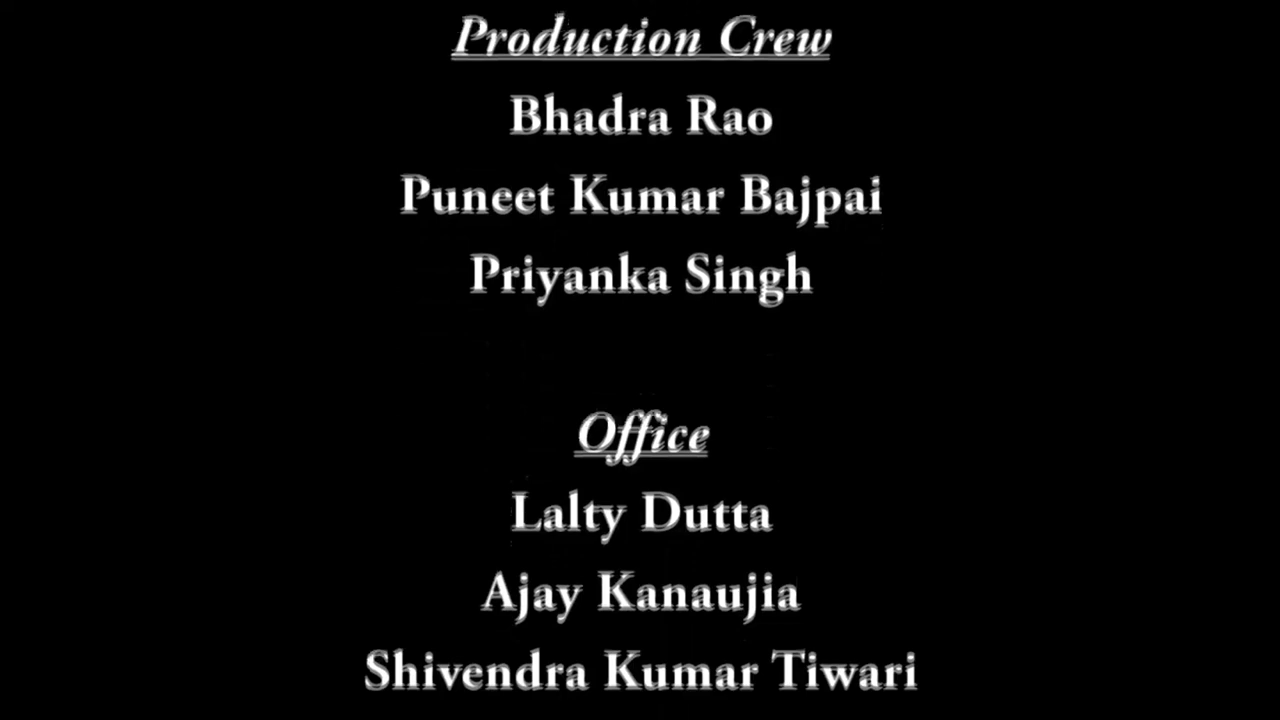 Production Crew
Bhadra Rao
Puneet Kumar Bajpai
Priyanka Singh
Office
Lalty Dutta
Ajay Kanaujia
Shivendra Kumar Tiwari